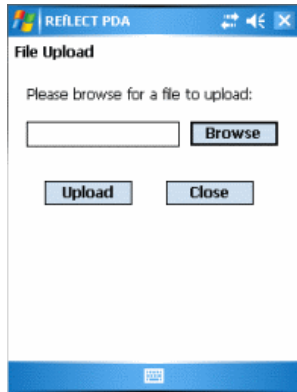 REfLECT PDA
File Upload
Please browse for a file to upload:
Browse
Upload Close